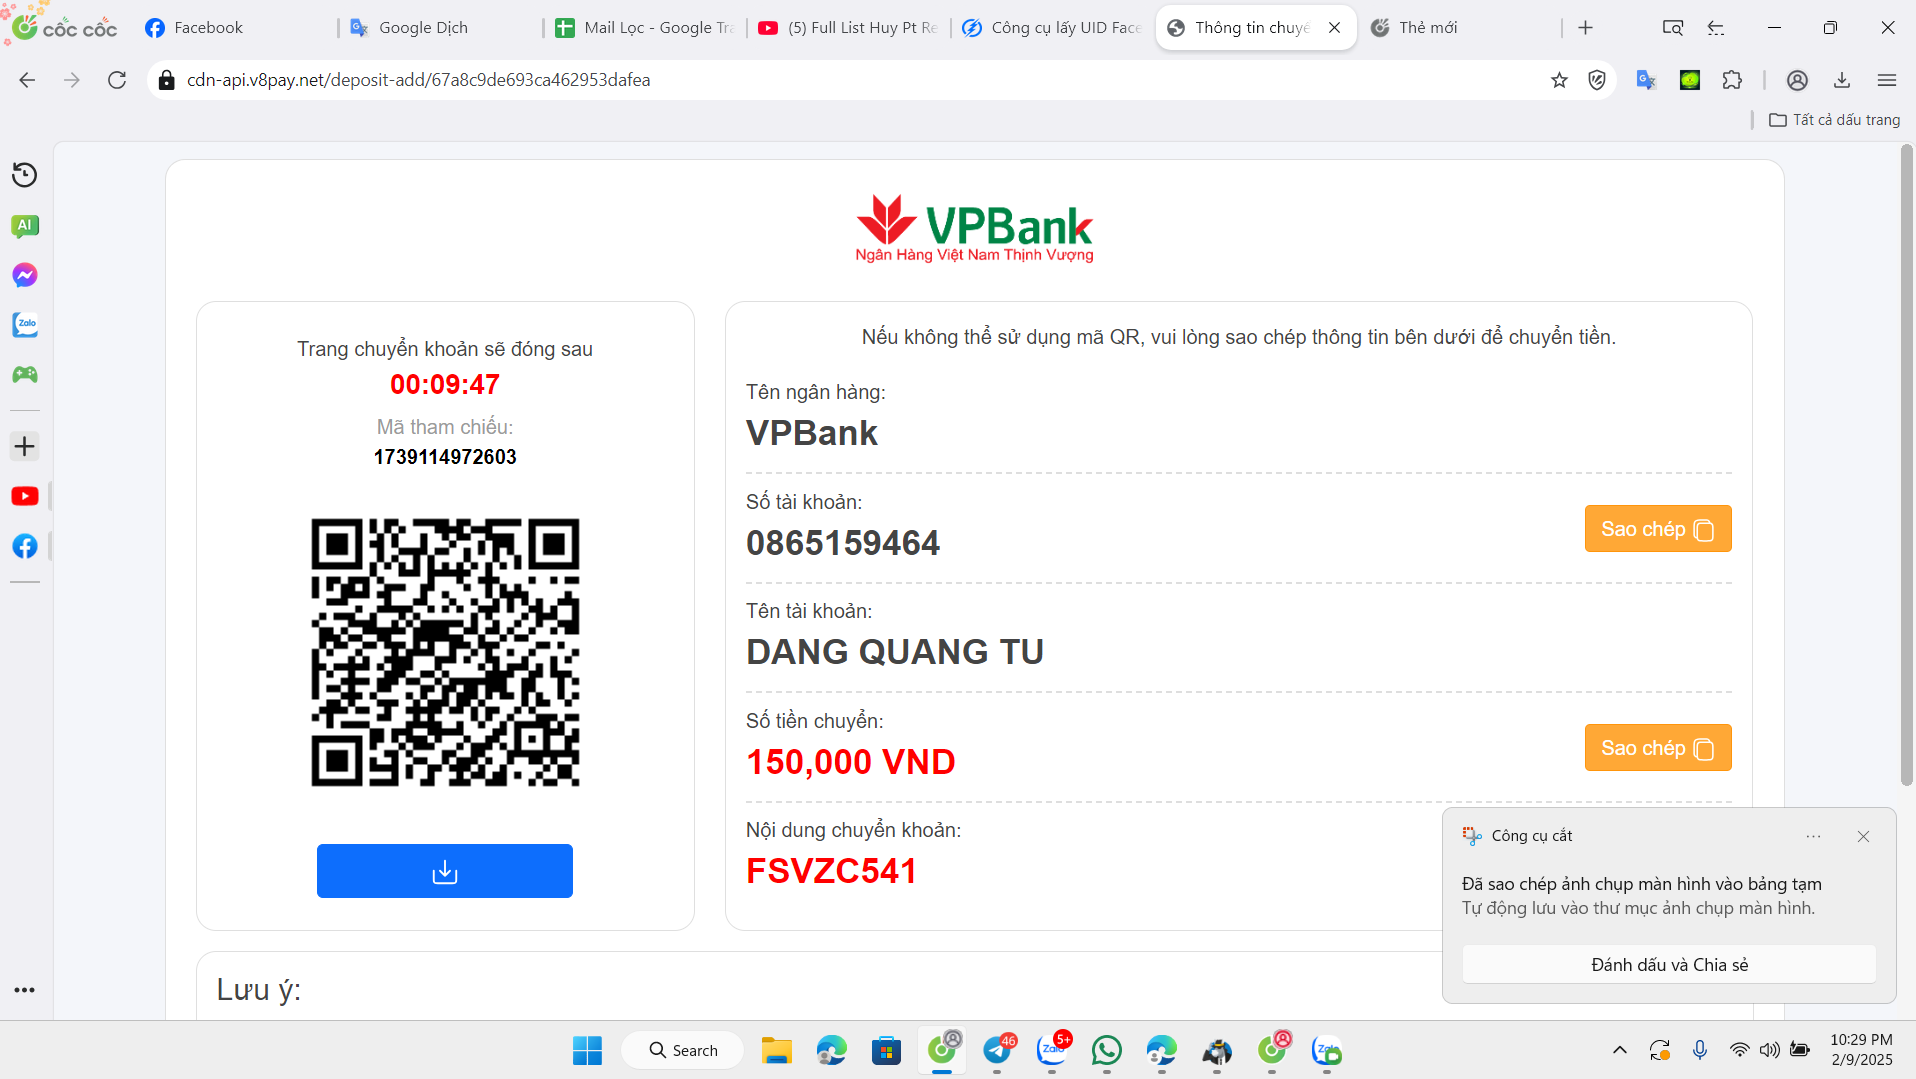 cốc cốc
Facebook
Google Dịch
Mail Lọc - Google Tra
(5) Full List Huy Pt Re
Công cụ lấy UID Face
Thông tin chuyể
Thẻ mới
cdn-api.v8pay.net/deposit-add/67a8c9de693ca462953dafea
Tất cả dấu trang
AI
Zalo
VPBank
Ngân Hàng Việt Nam Thịnh Vượng
Trang chuyển khoản sẽ đóng sau
00:09:47
Mã tham chiếu:
1739114972603
Nếu không thể sử dụng mã QR, vui lòng sao chép thông tin bên dưới để chuyển tiền.
Tên ngân hàng:
VPBank
Số tài khoản:
0865159464
Sao chép
Tên tài khoản:
DANG QUANG TU
Số tiền chuyển:
150,000 VND
Sao chép
Nội dung chuyển khoản:
FSVZC541
Lưu ý:
Công cụ cắt
Đã sao chép ảnh chụp màn hình vào bảng tạm
Tự động lưu vào thư mục ảnh chụp màn hình.
Đánh dấu và Chia sẻ
Search
46
Zalo
5+
10:29 PM
2/9/2025